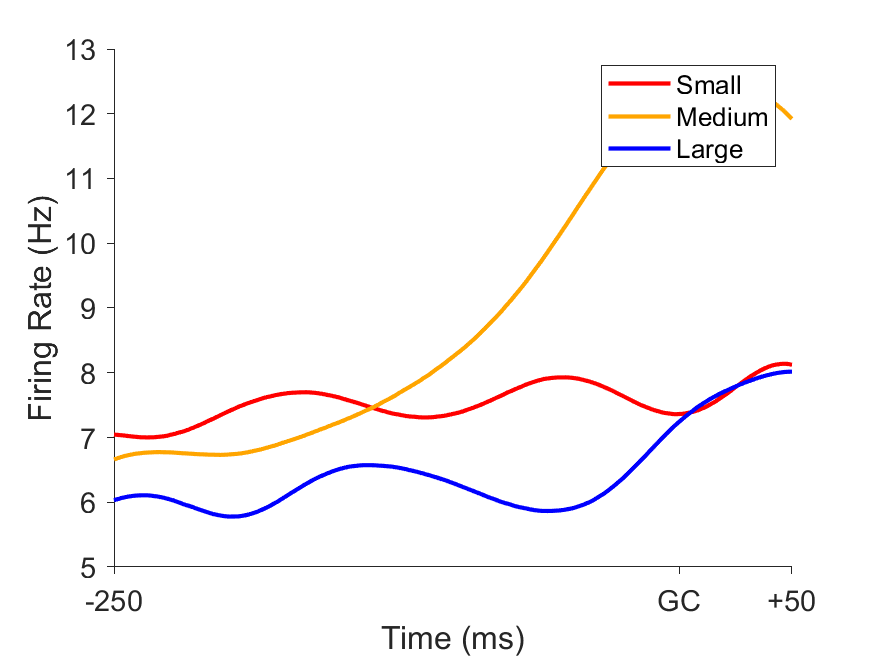 13
12
11
10
9
8
7
6
5
Firing Rate (Hz)
Small
Medium
Large
-250
GC
+50
Time (ms)